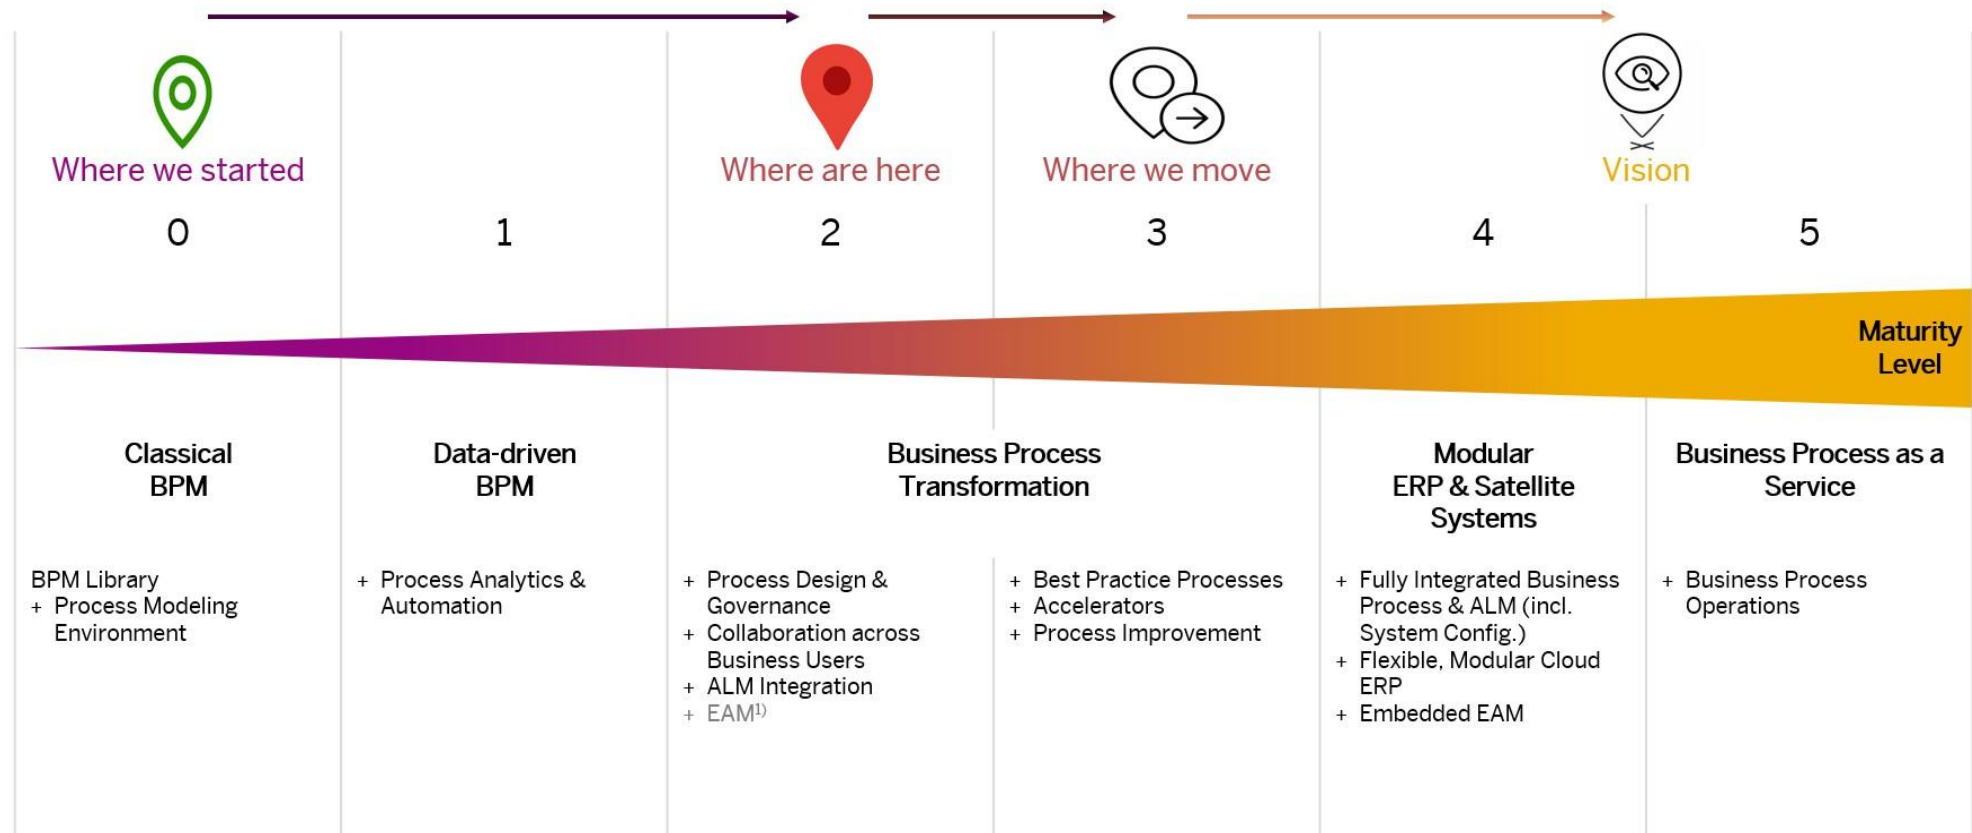 Where we started
Where are here
Where we move
Vision
0
1
2
3
4
5
Maturity
Level
Classical
BPM
Data-driven
BPM
Business Process
Transformation
Modular
ERP & Satellite
Systems
Business Process as a
Service
BPM Library
+ Process Modeling
Environment
+ Process Analytics &
Automation
+ Process Design &
Governance
+ Collaboration across
Business Users
+ ALM Integration
+ EAM¹⁾
+ Best Practice Processes
+ Accelerators
+ Process Improvement
+ Fully Integrated Business
Process & ALM (incl.
System Config.)
+ Flexible, Modular Cloud
ERP
+ Embedded EAM
+ Business Process
Operations